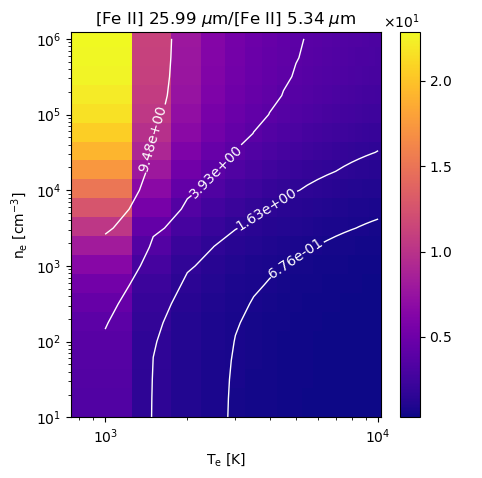 [Fe II] 25.99 μm/[Fe II] 5.34 μm
×10¹
10⁶
10⁵
10⁴
10³
10²
10¹
nₑ [cm⁻³]
9.48e+00
3.93e+00
1.63e+00
6.76e-01
10³
10⁴
Tₑ [K]
2.0
1.5
1.0
0.5